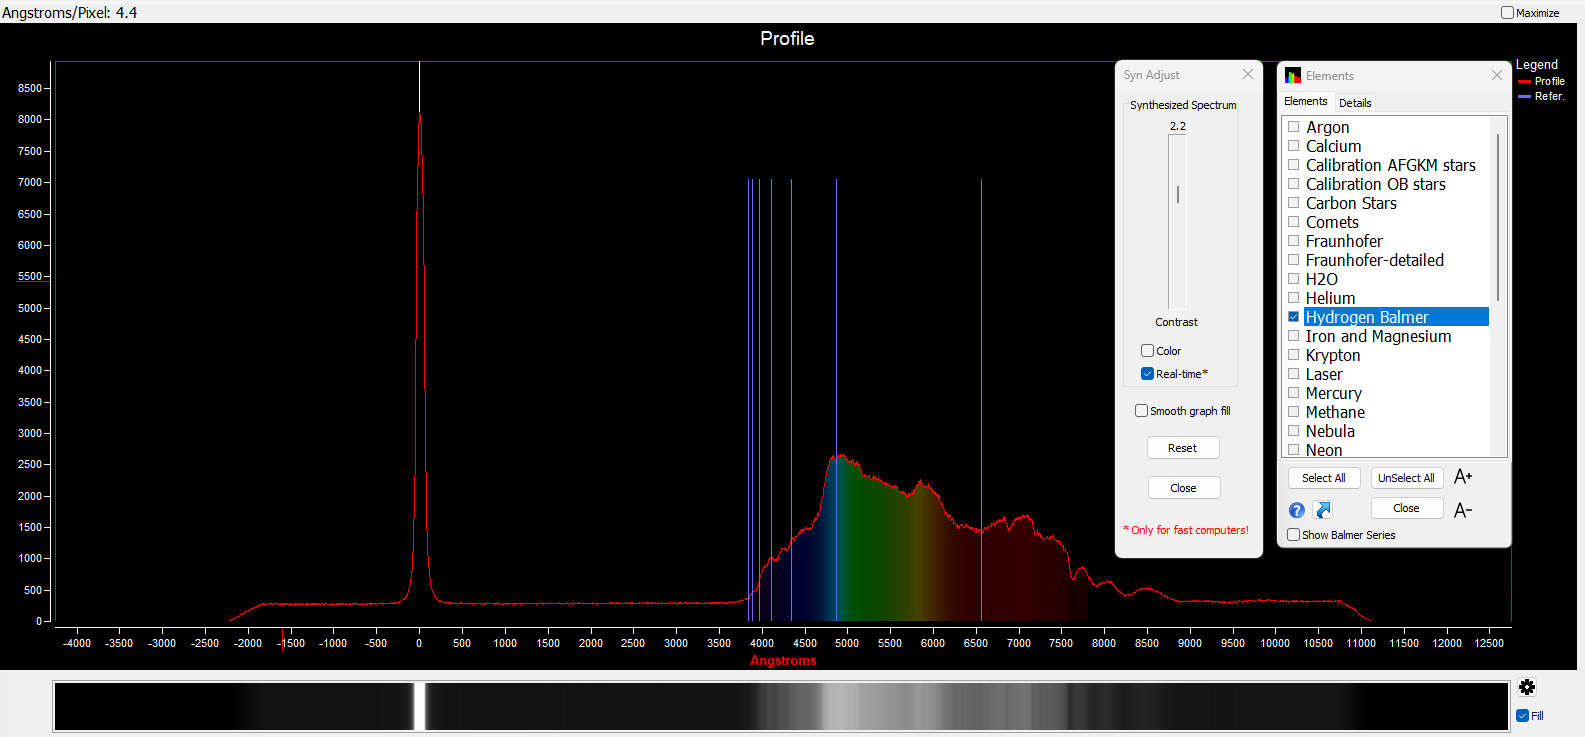 Angstroms/Pixel: 4.4
Maximize
Profile
Legend
Profile
Refer.
8500
8000
7500
7000
6500
6000
5500
5000
4500
4000
3500
3000
2500
2000
1500
1000
500
0
-4000 -3500 -3000 -2500 -2000 -1500 -1000 -500 0 500 1000 1500 2000 2500 3000 3500 4000 4500 5000 5500 6000 6500 7000 7500 8000 8500 9000 9500 10000 10500 11000 11500 12000 12500
Angstroms
Syn Adjust
Synthesized Spectrum
2.2
Contrast
Color
Real-time*
Smooth graph fill
Reset
Close
* Only for fast computers!
Elements
Elements Details
Argon
Calcium
Calibration AFGKM stars
Calibration OB stars
Carbon Stars
Comets
Fraunhofer
Fraunhofer-detailed
H2O
Helium
Hydrogen Balmer
Iron and Magnesium
Krypton
Laser
Mercury
Methane
Nebula
Neon
Select All UnSelect All A+
? Close A-
Show Balmer Series
Fill